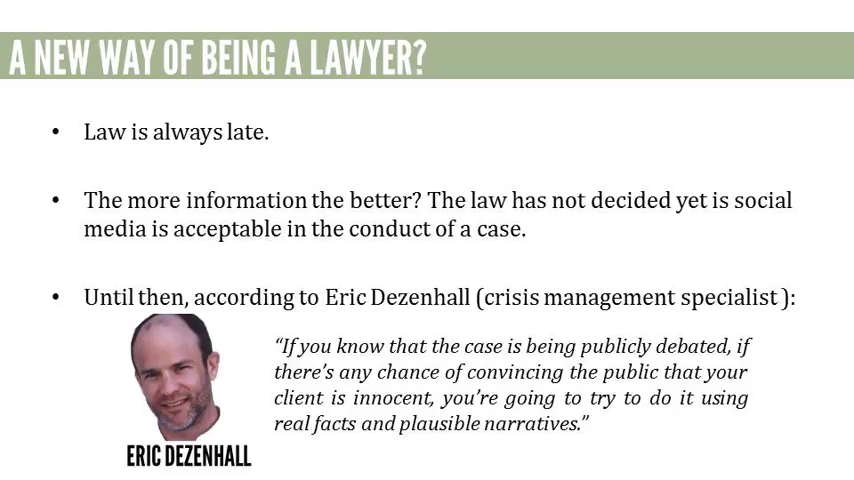 A NEW WAY OF BEING A LAWYER?
• Law is always late.
• The more information the better? The law has not decided yet is social
media is acceptable in the conduct of a case.
• Until then, according to Eric Dezenhall (crisis management specialist ):
“If you know that the case is being publicly debated, if
there’s any chance of convincing the public that your
client is innocent, you’re going to try to do it using
real facts and plausible narratives.”
ERIC DEZENHALL